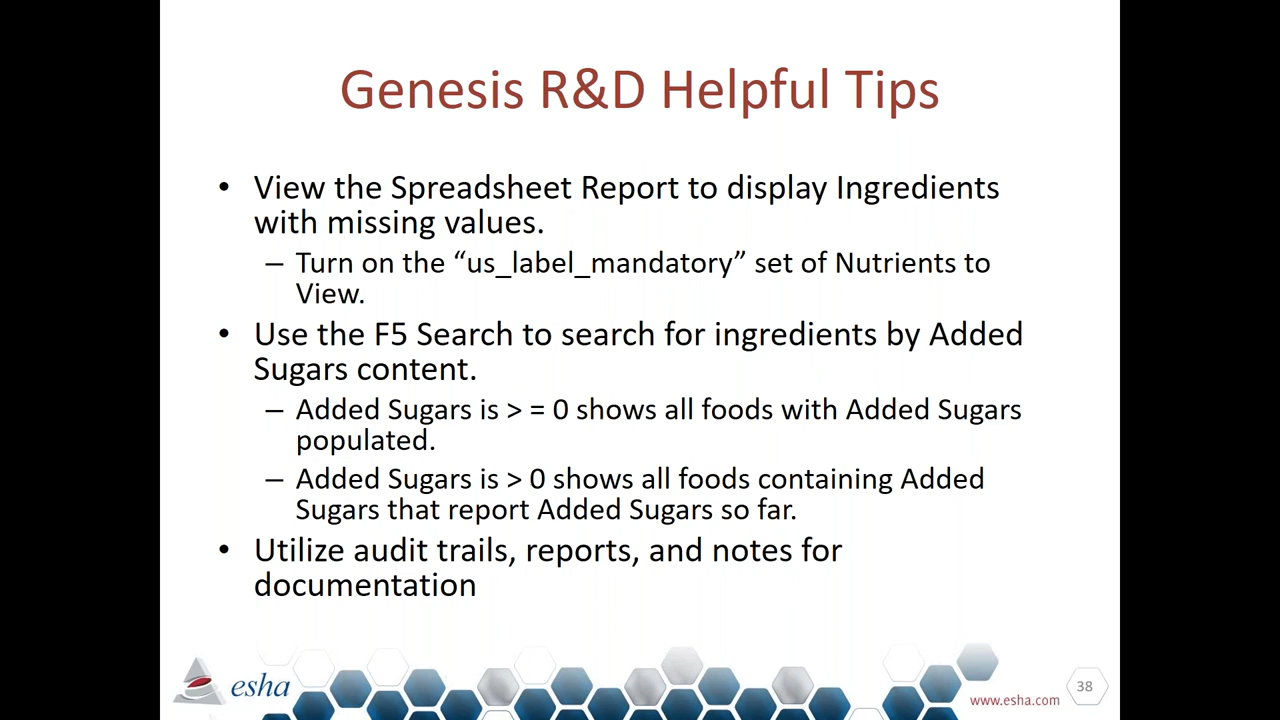 Genesis R&D Helpful Tips
• View the Spreadsheet Report to display Ingredients
with missing values.
– Turn on the “us_label_mandatory” set of Nutrients to
View.
• Use the F5 Search to search for ingredients by Added
Sugars content.
– Added Sugars is > = 0 shows all foods with Added Sugars
populated.
– Added Sugars is > 0 shows all foods containing Added
Sugars that report Added Sugars so far.
• Utilize audit trails, reports, and notes for
documentation
esha
www.esha.com
38